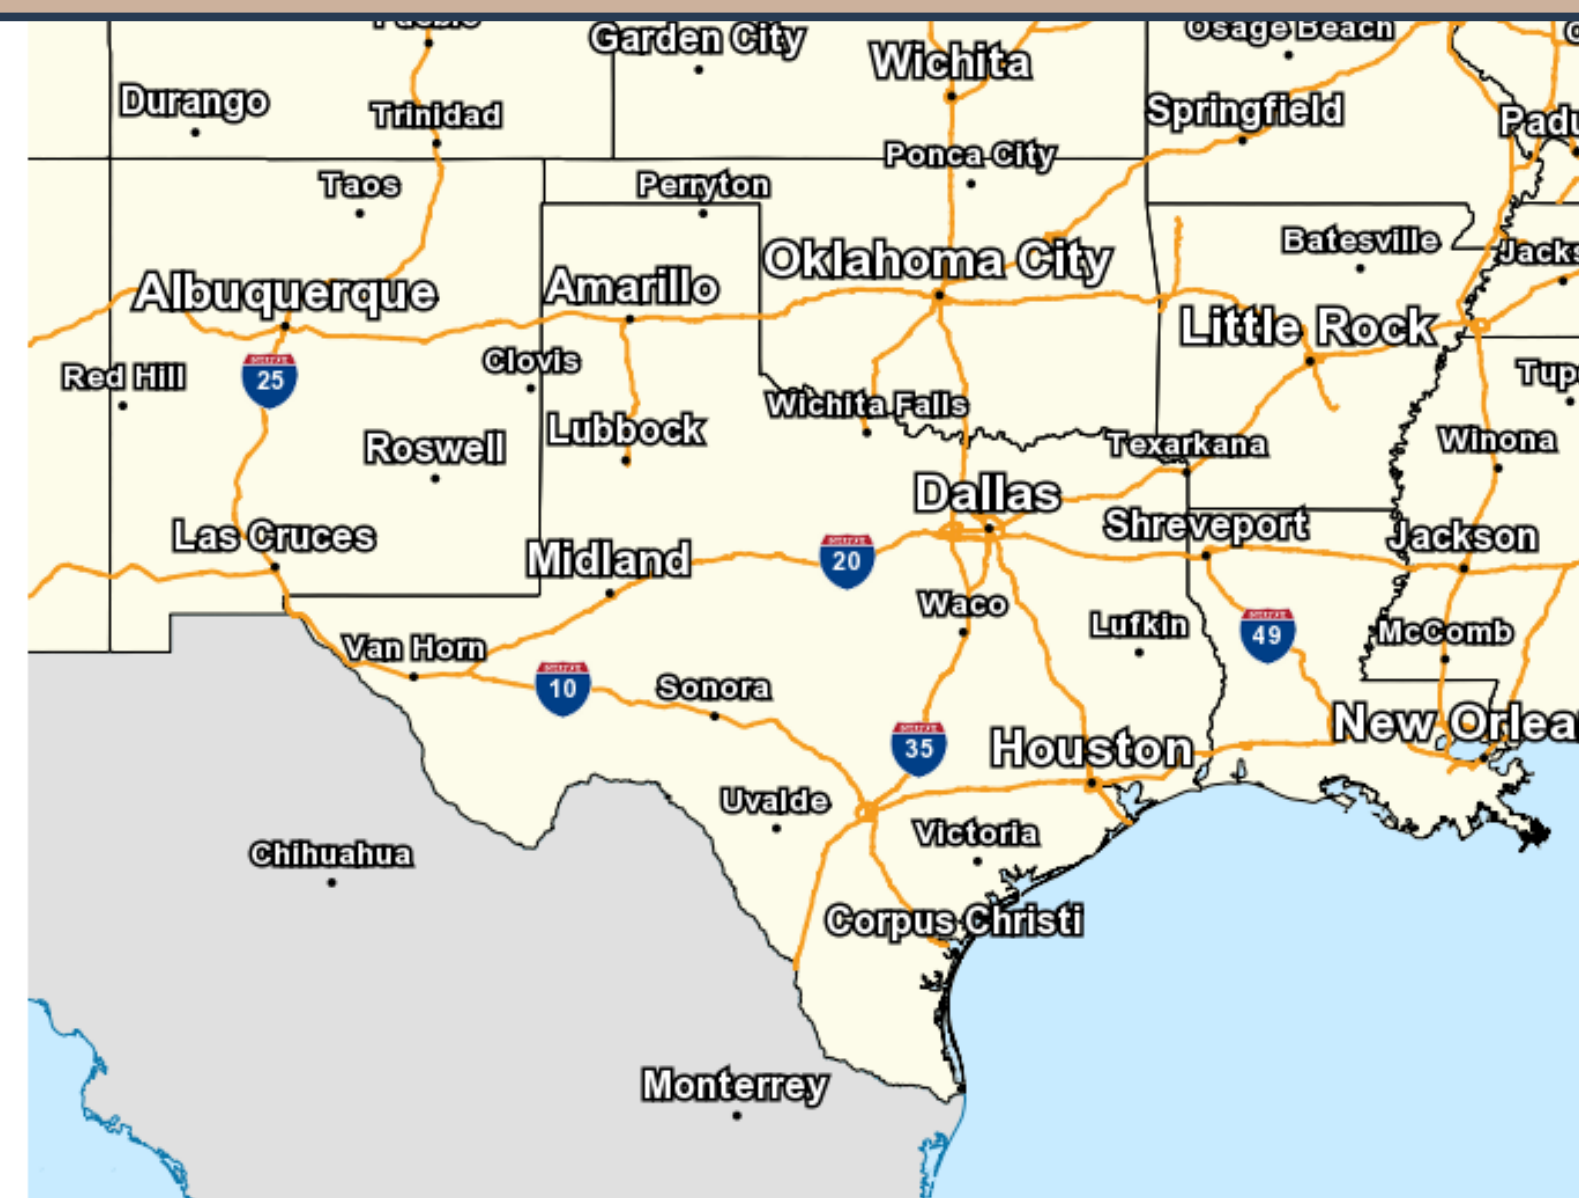 Pueblo
Garden City
Wichita
Osage Beach
Durango
Trinidad
Springfield
Padu
Ponca City
Taos
Perryton
Batesville
Jacks
Oklahoma City
Albuquerque
Amarillo
Little Rock
Red Hill
25
Clovis
Tup
Wichita Falls
Lubbock
Roswell
Texarkana
Winona
Dallas
Las Cruces
Shreveport
Jackson
Midland
20
Waco
Lufkin
49
McComb
Van Horn
10
Sonora
New Orlea
35
Houston
Uvalde
Victoria
Chihuahua
Corpus Christi
Monterrey